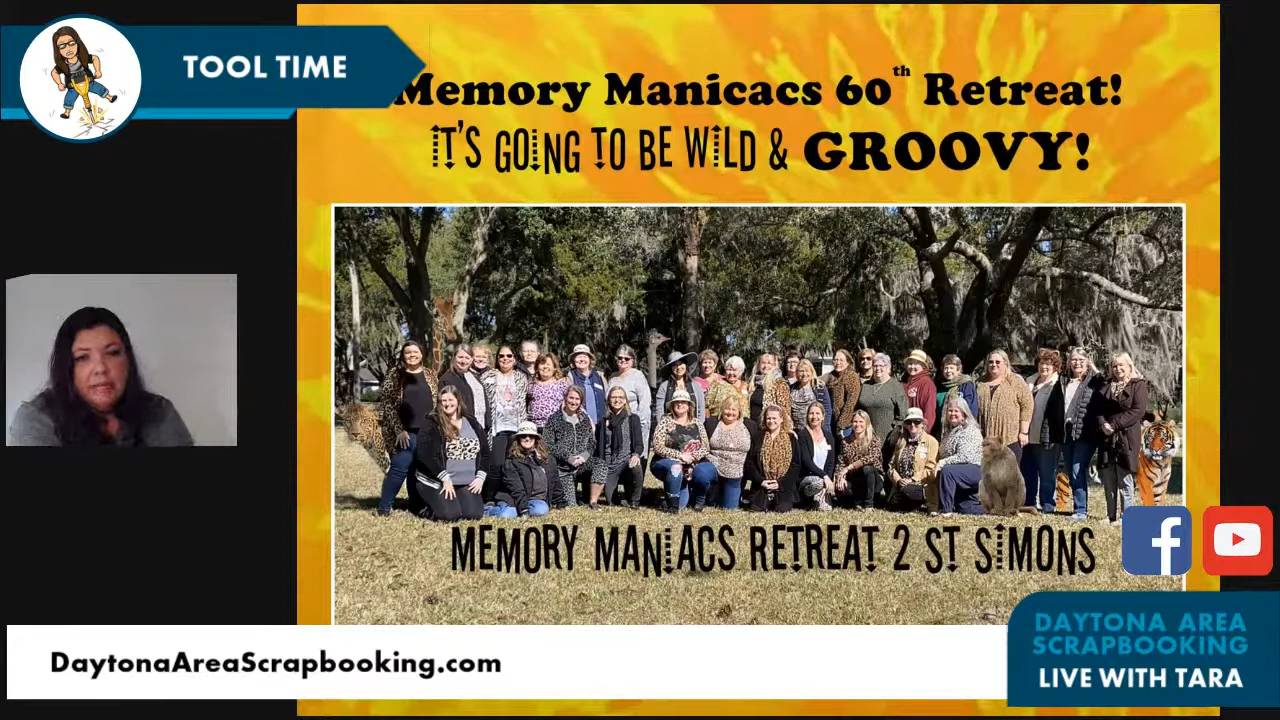 TOOL TIME
Memory Manicacs 60th Retreat!
IT'S GOING TO BE WILD & GROOVY!
MEMORY MANIACS RETREAT 2 ST SIMONS
DAYTONA AREA
SCRAPBOOKING
LIVE WITH TARA
DaytonaAreaScrapbooking.com